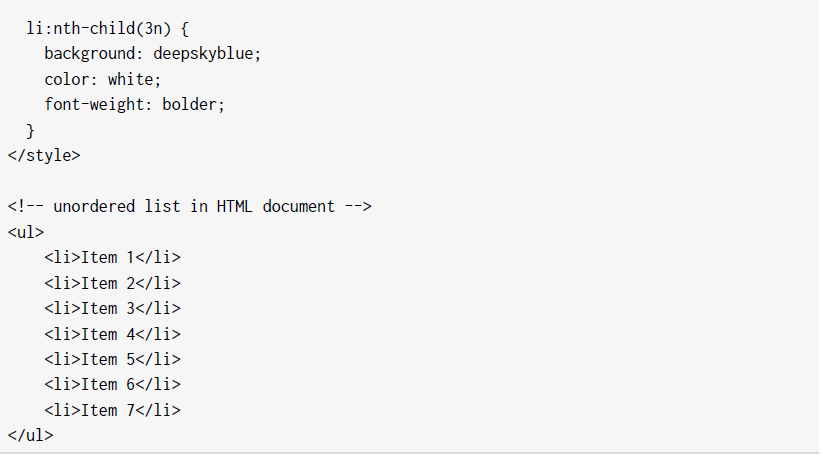 li:nth-child(3n) {
background: deepskyblue;
color: white;
font-weight: bolder;
}
</style>
<!-- unordered list in HTML document -->
<ul>
<li>Item 1</li>
<li>Item 2</li>
<li>Item 3</li>
<li>Item 4</li>
<li>Item 5</li>
<li>Item 6</li>
<li>Item 7</li>
</ul>